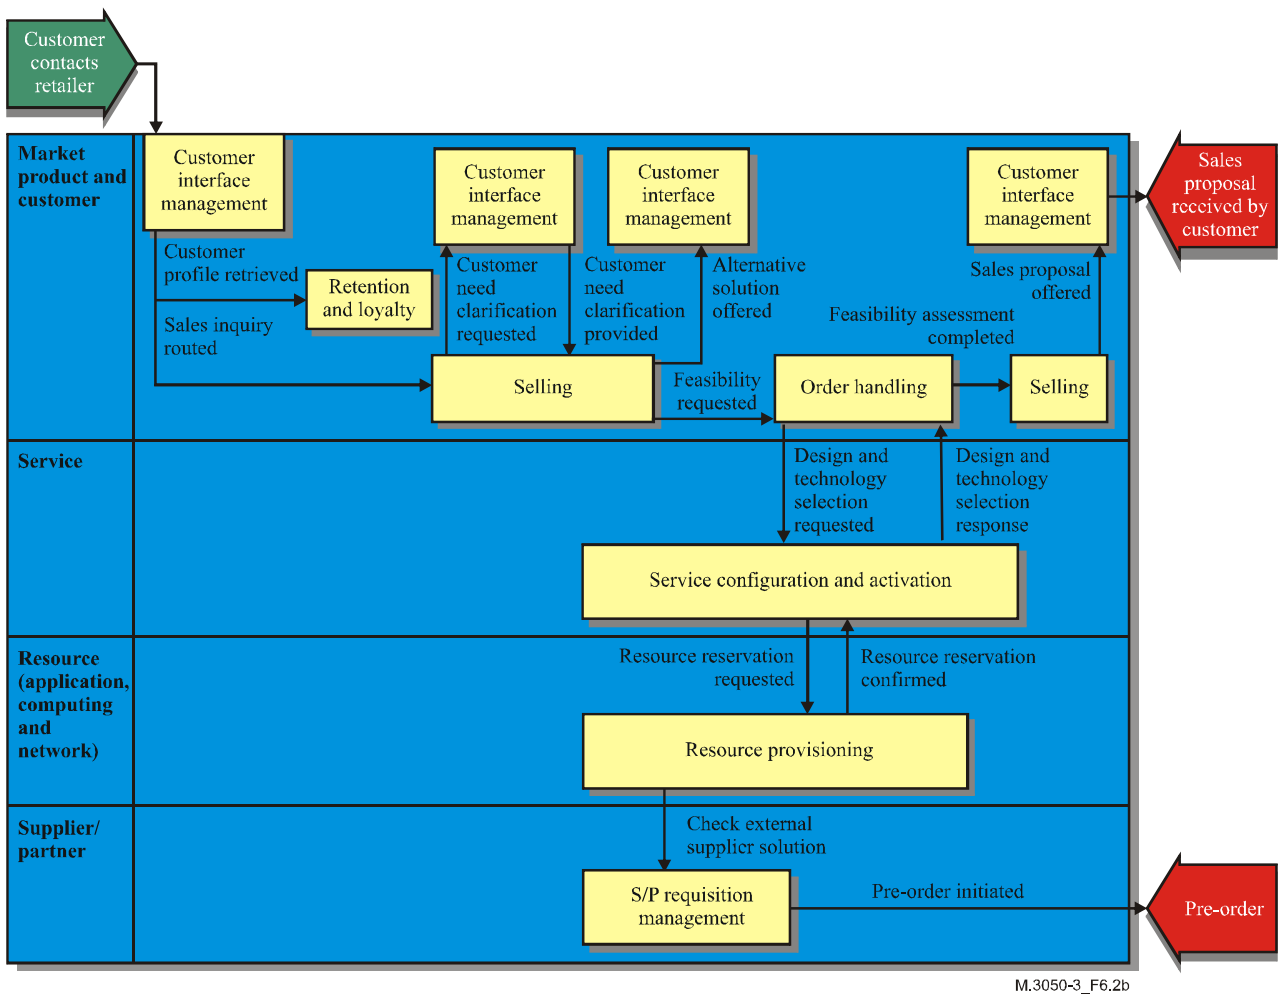 Customer
contacts
retailer
Market
product and
customer
Customer
interface
management
Customer
interface
management
Customer
interface
management
Customer
interface
management
Sales
proposal
received by
customer
Customer
profile retrieved
Retention
and loyalty
Sales inquiry
routed
Customer
need
clarification
requested
Customer
need
clarification
provided
Alternative
solution
offered
Sales proposal
offered
Feasibility assessment
completed
Selling
Feasibility
requested
Order handling
Selling
Service
Design and
technology
selection
requested
Design and
technology
selection
response
Service configuration and activation
Resource
(application,
computing
and
network)
Resource reservation
requested
Resource reservation
confirmed
Resource provisioning
Supplier/
partner
Check external
supplier solution
S/P requisition
management
Pre-order initiated
Pre-order
M.3050-3_F6.2b